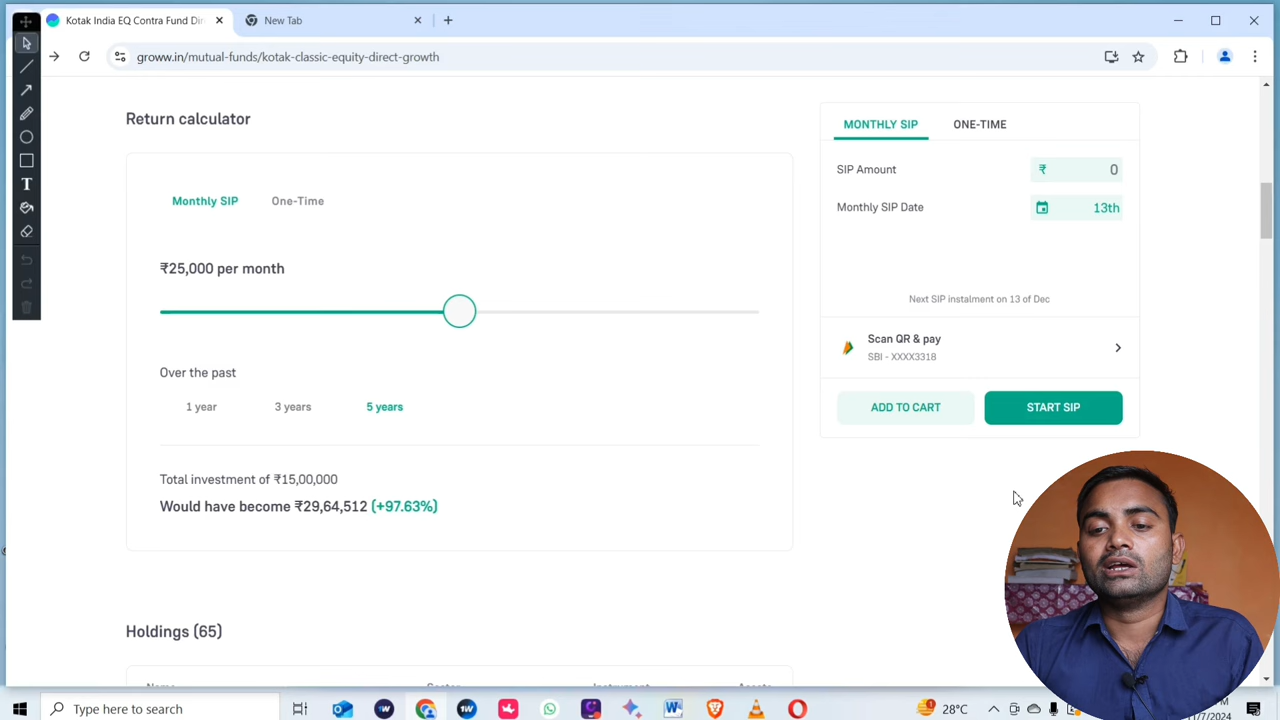 Kotak India EQ Contra Fund Dir
New Tab
groww.in/mutual-funds/kotak-classic-equity-direct-growth
T
Return calculator
Monthly SIP One-Time
₹25,000 per month
Over the past
1 year 3 years 5 years
Total investment of ₹15,00,000
Would have become ₹29,64,512 (+97.63%)
Holdings (65)
MONTHLY SIP ONE-TIME
SIP Amount ₹ 0
Monthly SIP Date 13th
Next SIP instalment on 13 of Dec
Scan QR & pay
SBI - XXXX3318
ADD TO CART START SIP
Type here to search
W
28°C